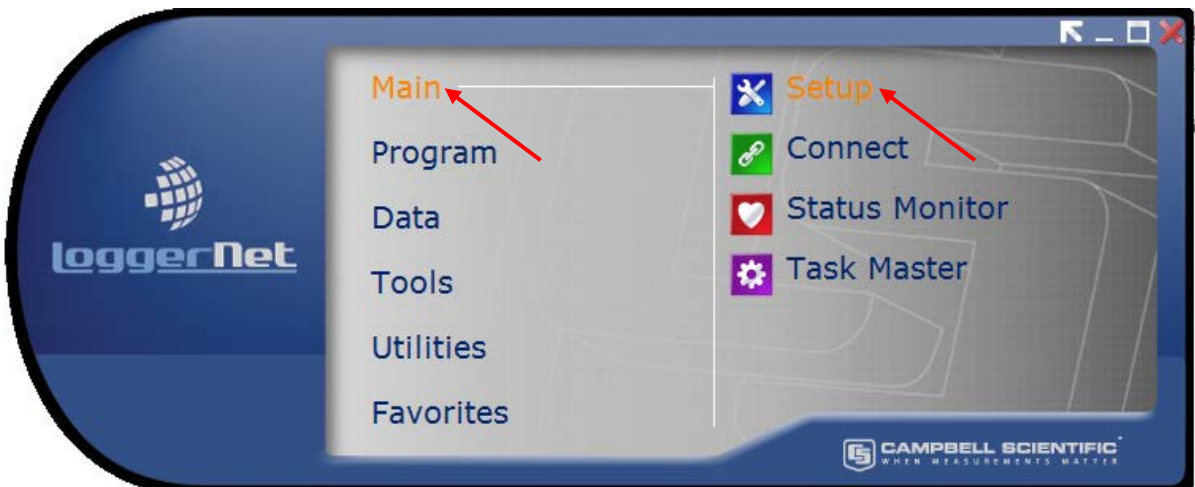 Main
Program
Data
Tools
Utilities
Favorites
Setup
Connect
Status Monitor
Task Master
LoggerNet
CAMPBELL SCIENTIFIC
WHEN MEASUREMENTS MATTER